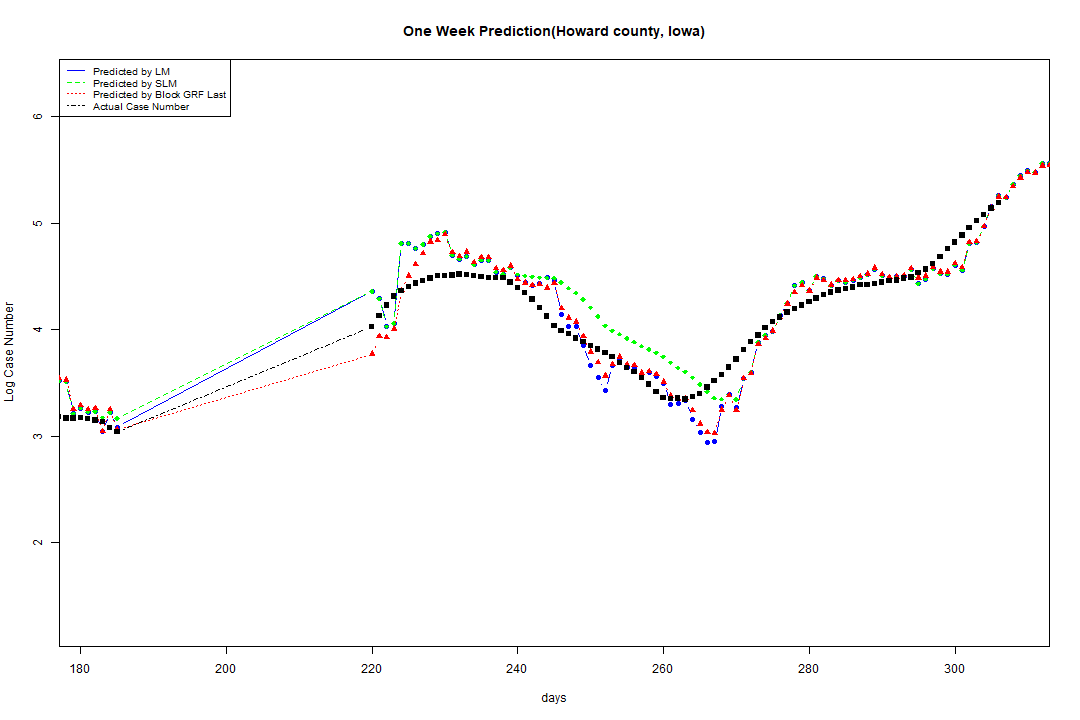 One Week Prediction(Howard county, Iowa)
Predicted by LM
Predicted by SLM
Predicted by Block GRF Last
Actual Case Number
Log Case Number
6
5
4
3
2
180 200 220 240 260 280 300
days